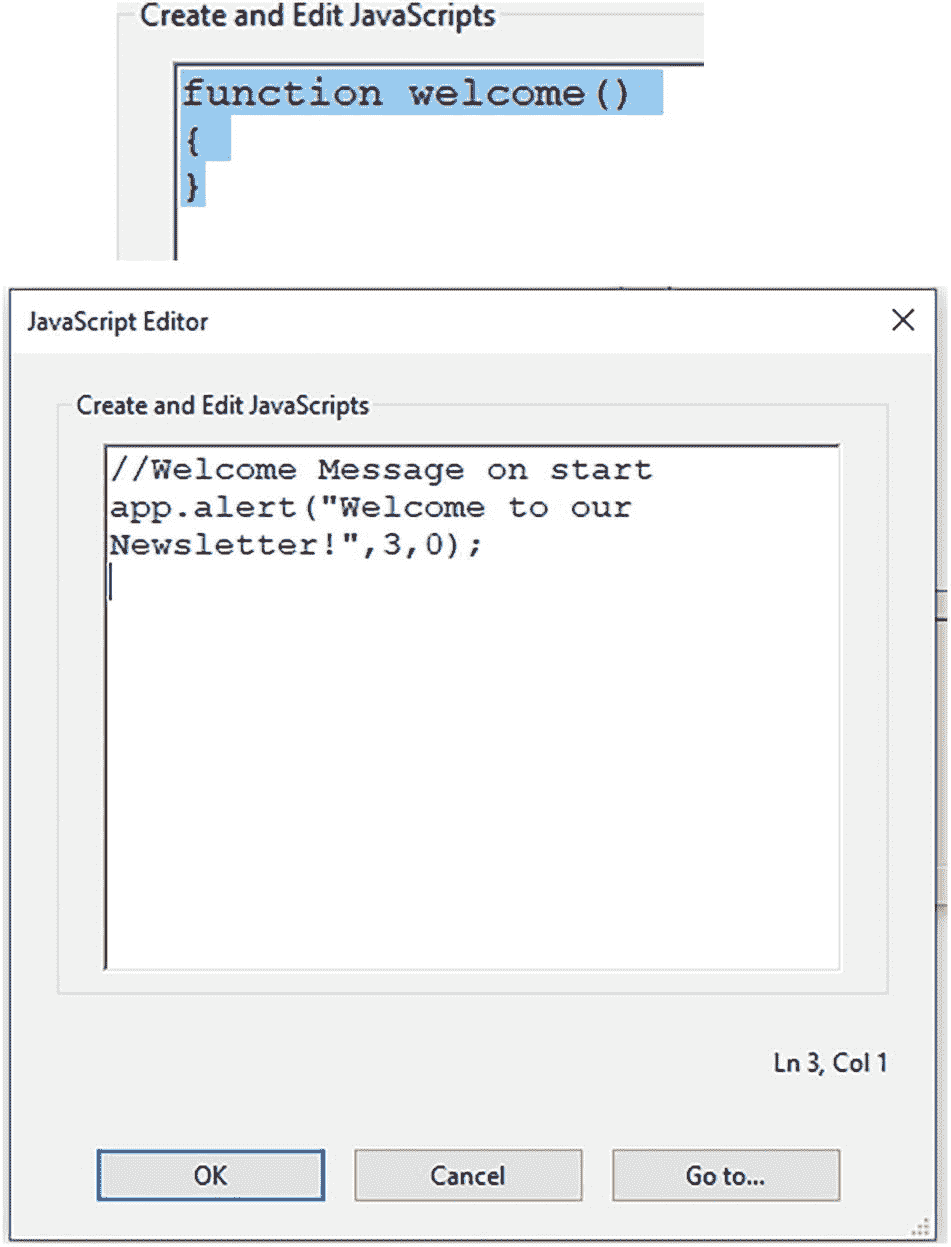 Create and Edit JavaScripts
function welcome()
{
}
JavaScript Editor
Create and Edit JavaScripts
//Welcome Message on start
app.alert("Welcome to our
Newsletter!",3,0);
Ln 3, Col 1
OK
Cancel
Go to...